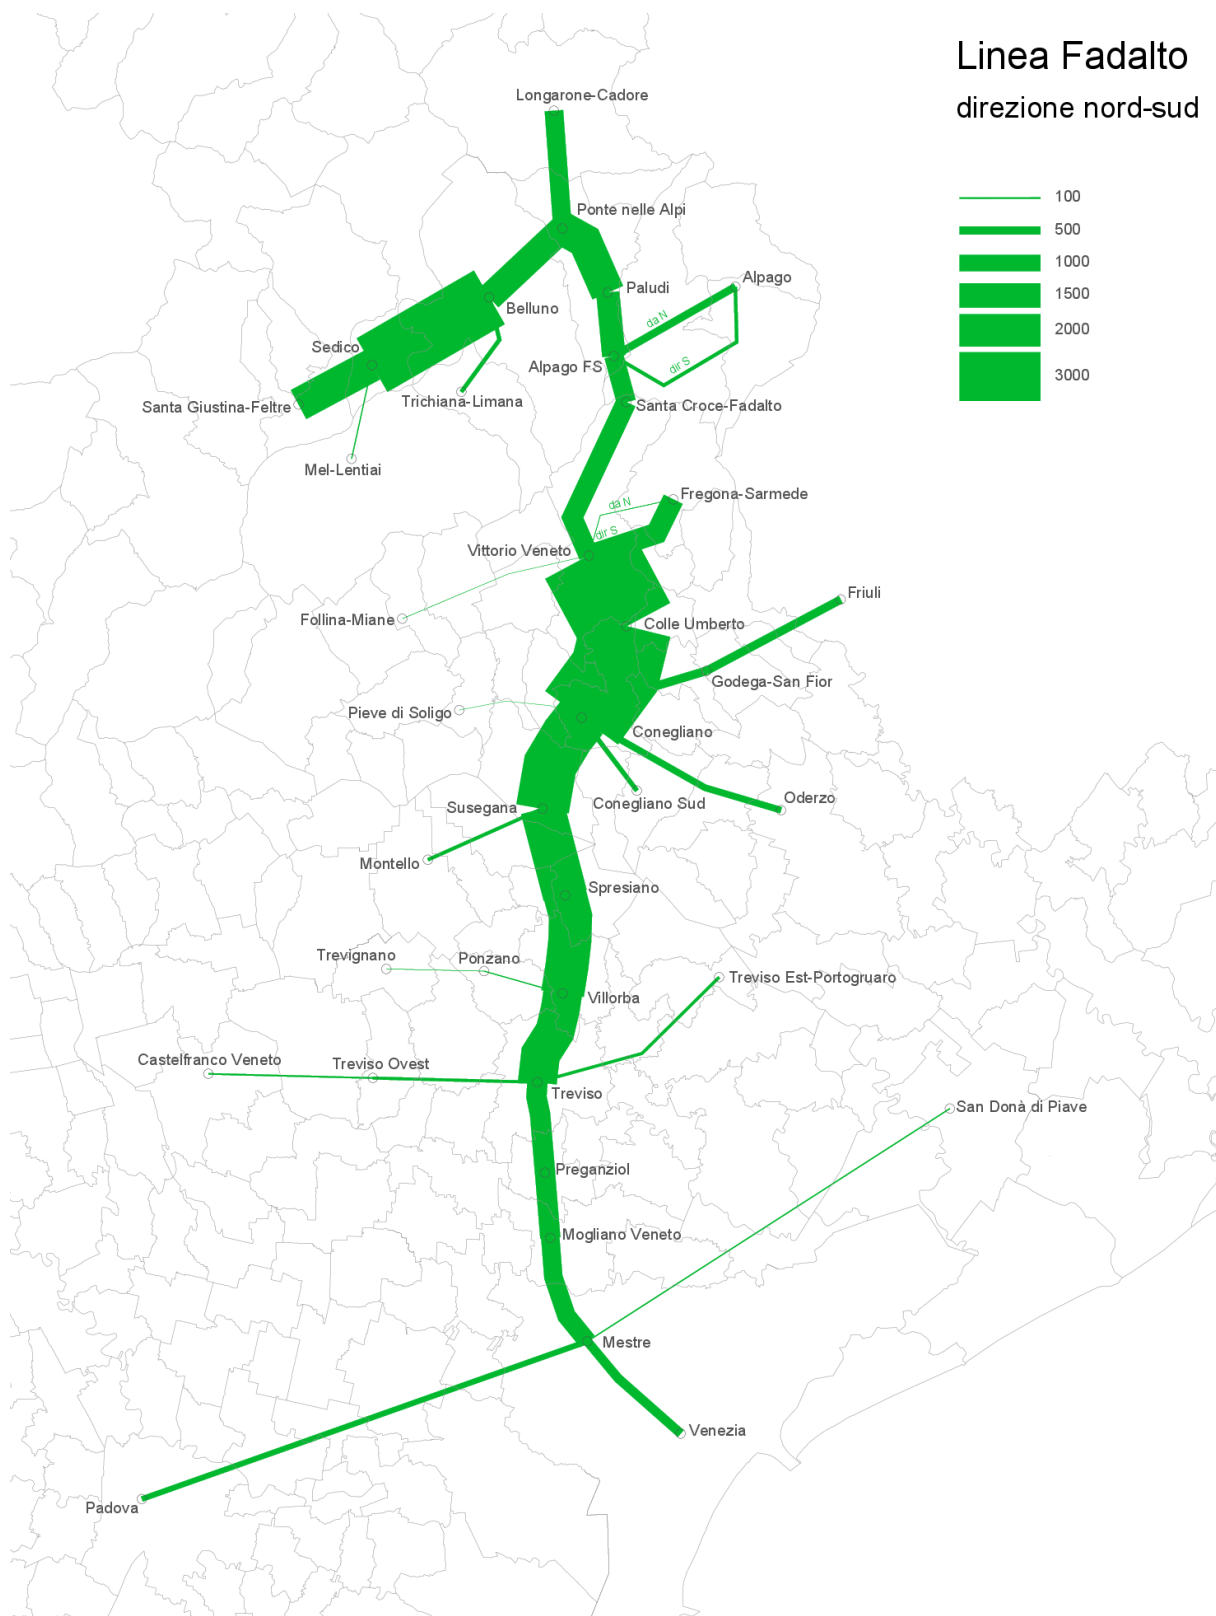 Linea Fadalto
direzione nord-sud
100
500
1000
1500
2000
3000
Longarone-Cadore
Ponte nelle Alpi
Alpago
Paludi
Belluno
da N
Sedico
Alpago FS
dir S
Trichiana-Limana
Santa Giustina-Feltre
Santa Croce-Fadalto
Mel-Lentiai
Fregona-Sarmede
da N
dir S
Vittorio Veneto
Friuli
Follina-Miane
Colle Umberto
Godega-San Fior
Pieve di Soligo
Conegliano
Oderzo
Conegliano Sud
Susegana
Montello
Spresiano
Trevignano
Ponzano
Treviso Est-Portogruaro
Villorba
Castelfranco Veneto
Treviso Ovest
Treviso
San Donà di Piave
Preganziol
Mogliano Veneto
Mestre
Venezia
Padova